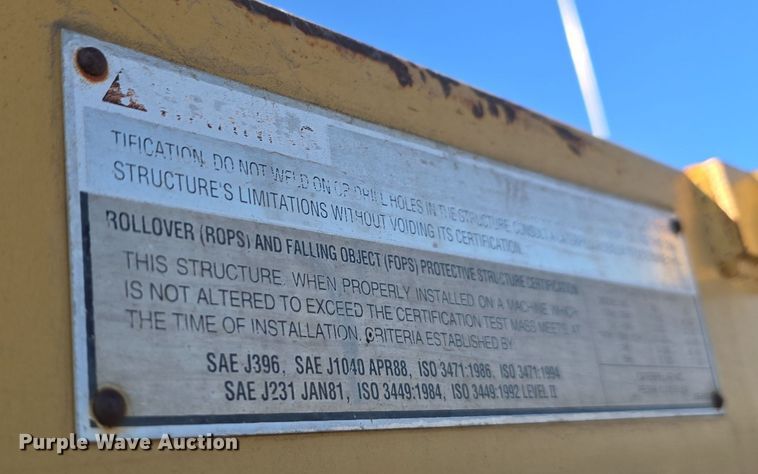 TIFICATION. DO NOT WELD ON OR DRILL HOLES IN THE STRUCTURE. CONSULT A
STRUCTURE'S LIMITATIONS WITHOUT VOIDING ITS CERTIFICATION.
ROLLOVER (ROPS) AND FALLING OBJECT (FOPS) PROTECTIVE STRUCTURE CERTIFICATION
THIS STRUCTURE, WHEN PROPERLY INSTALLED ON A MACHINE WHICH
IS NOT ALTERED TO EXCEED THE CERTIFICATION TEST MASS MEETS AT
THE TIME OF INSTALLATION, CRITERIA ESTABLISHED BY
SAE J396, SAE J1040 APR88, ISO 3471:1986, ISO 3471:1994
SAE J231 JAN81, ISO 3449:1984, ISO 3449:1992 LEVEL II
Purple Wave Auction